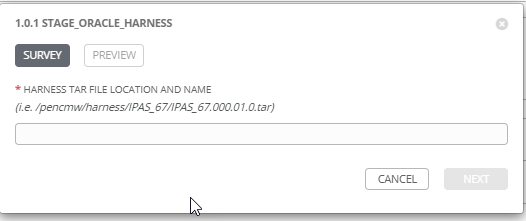 1.0.1 STAGE_ORACLE_HARNESS
SURVEY PREVIEW
* HARNESS TAR FILE LOCATION AND NAME
(i.e. /pencmw/harness/IPAS_67/IPAS_67.000.01.0.tar)
CANCEL NEXT